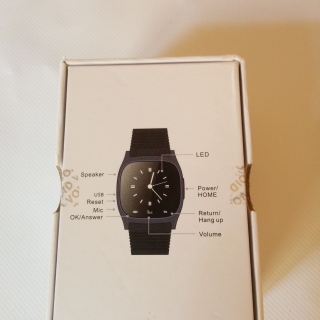 LED
Speaker
Power/
HOME
USB
Reset
Mic
OK/Answer
Return/
Hang up
Volume